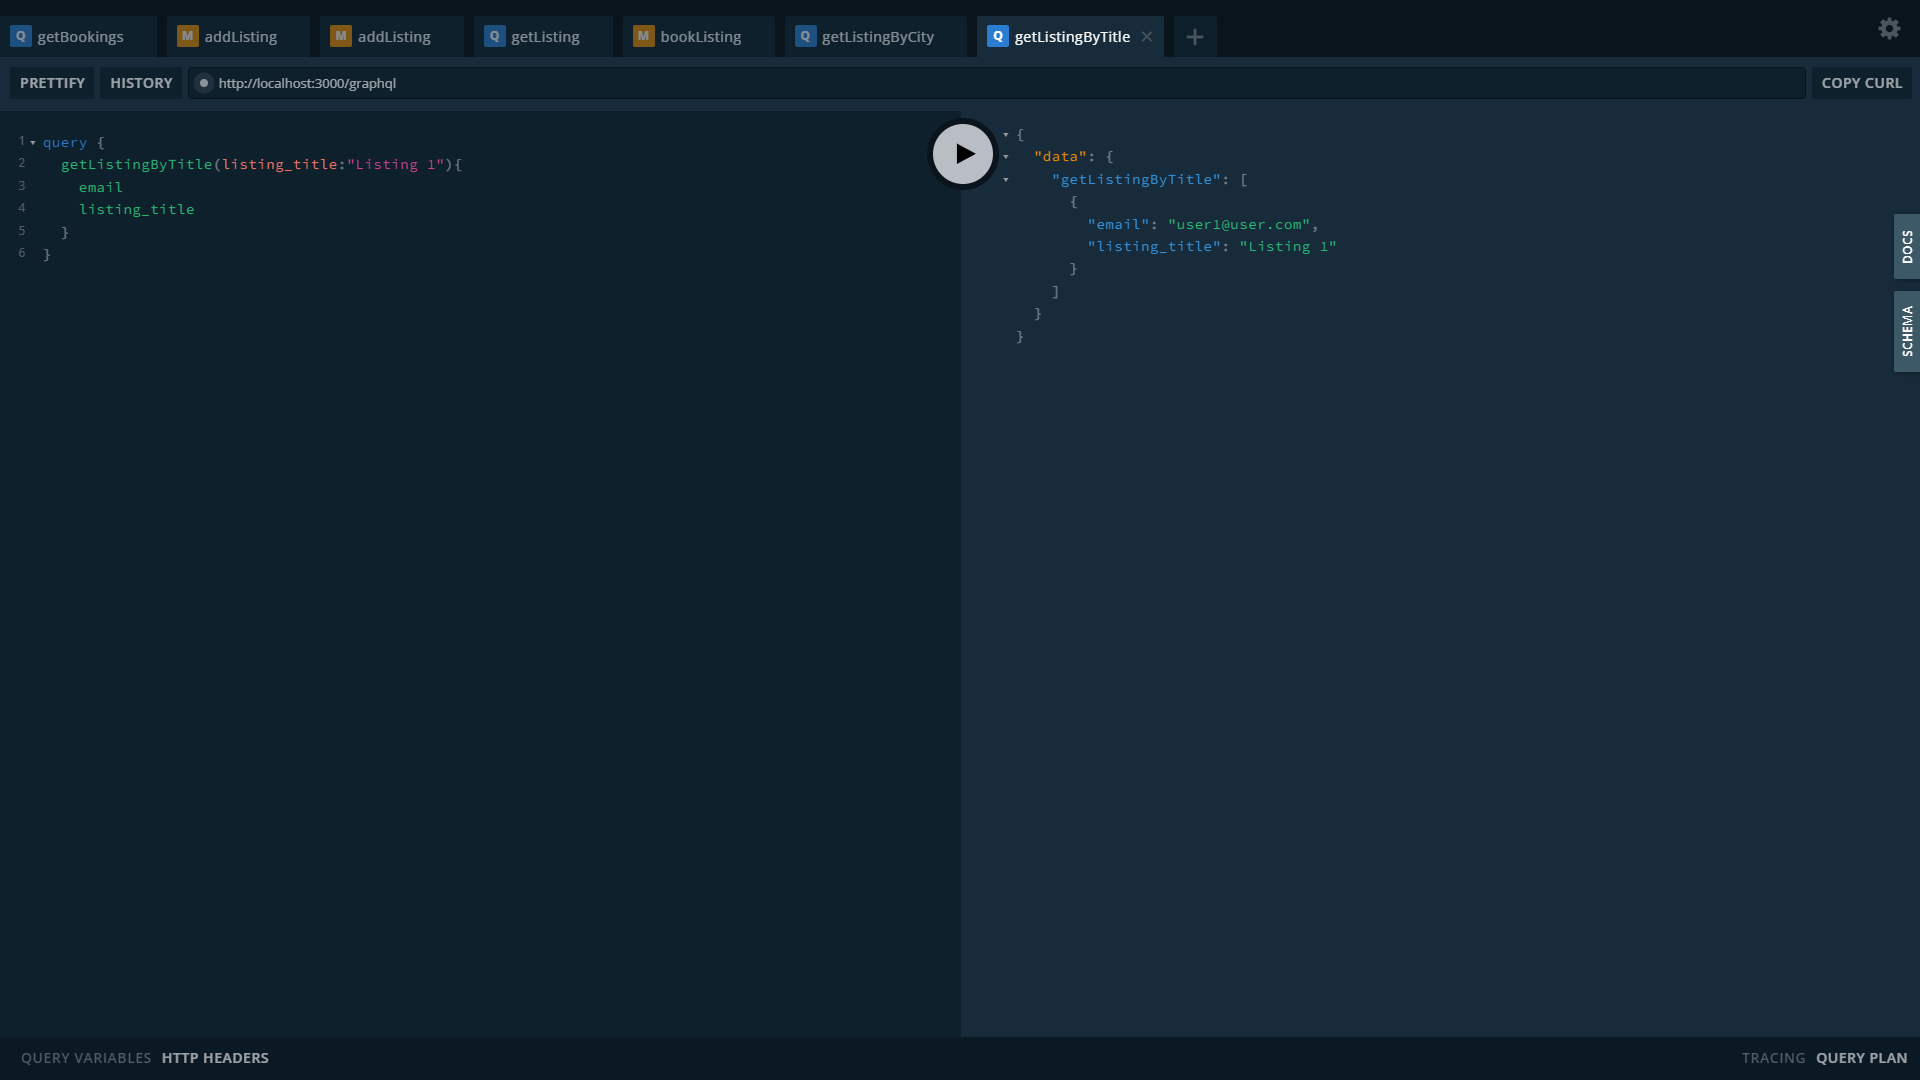 Q getBookings M addListing M addListing Q getListing M bookListing Q getListingByCity Q getListingByTitle
PRETTIFY HISTORY http://localhost:3000/graphql COPY CURL
1 query {
2 getListingByTitle(listing_title:"Listing 1"){
3 email
4 listing_title
5 }
6 }
{
"data": {
"getListingByTitle": [
{
"email": "user1@user.com",
"listing_title": "Listing 1"
}
]
}
}
DOCS
SCHEMA
QUERY VARIABLES HTTP HEADERS TRACING QUERY PLAN